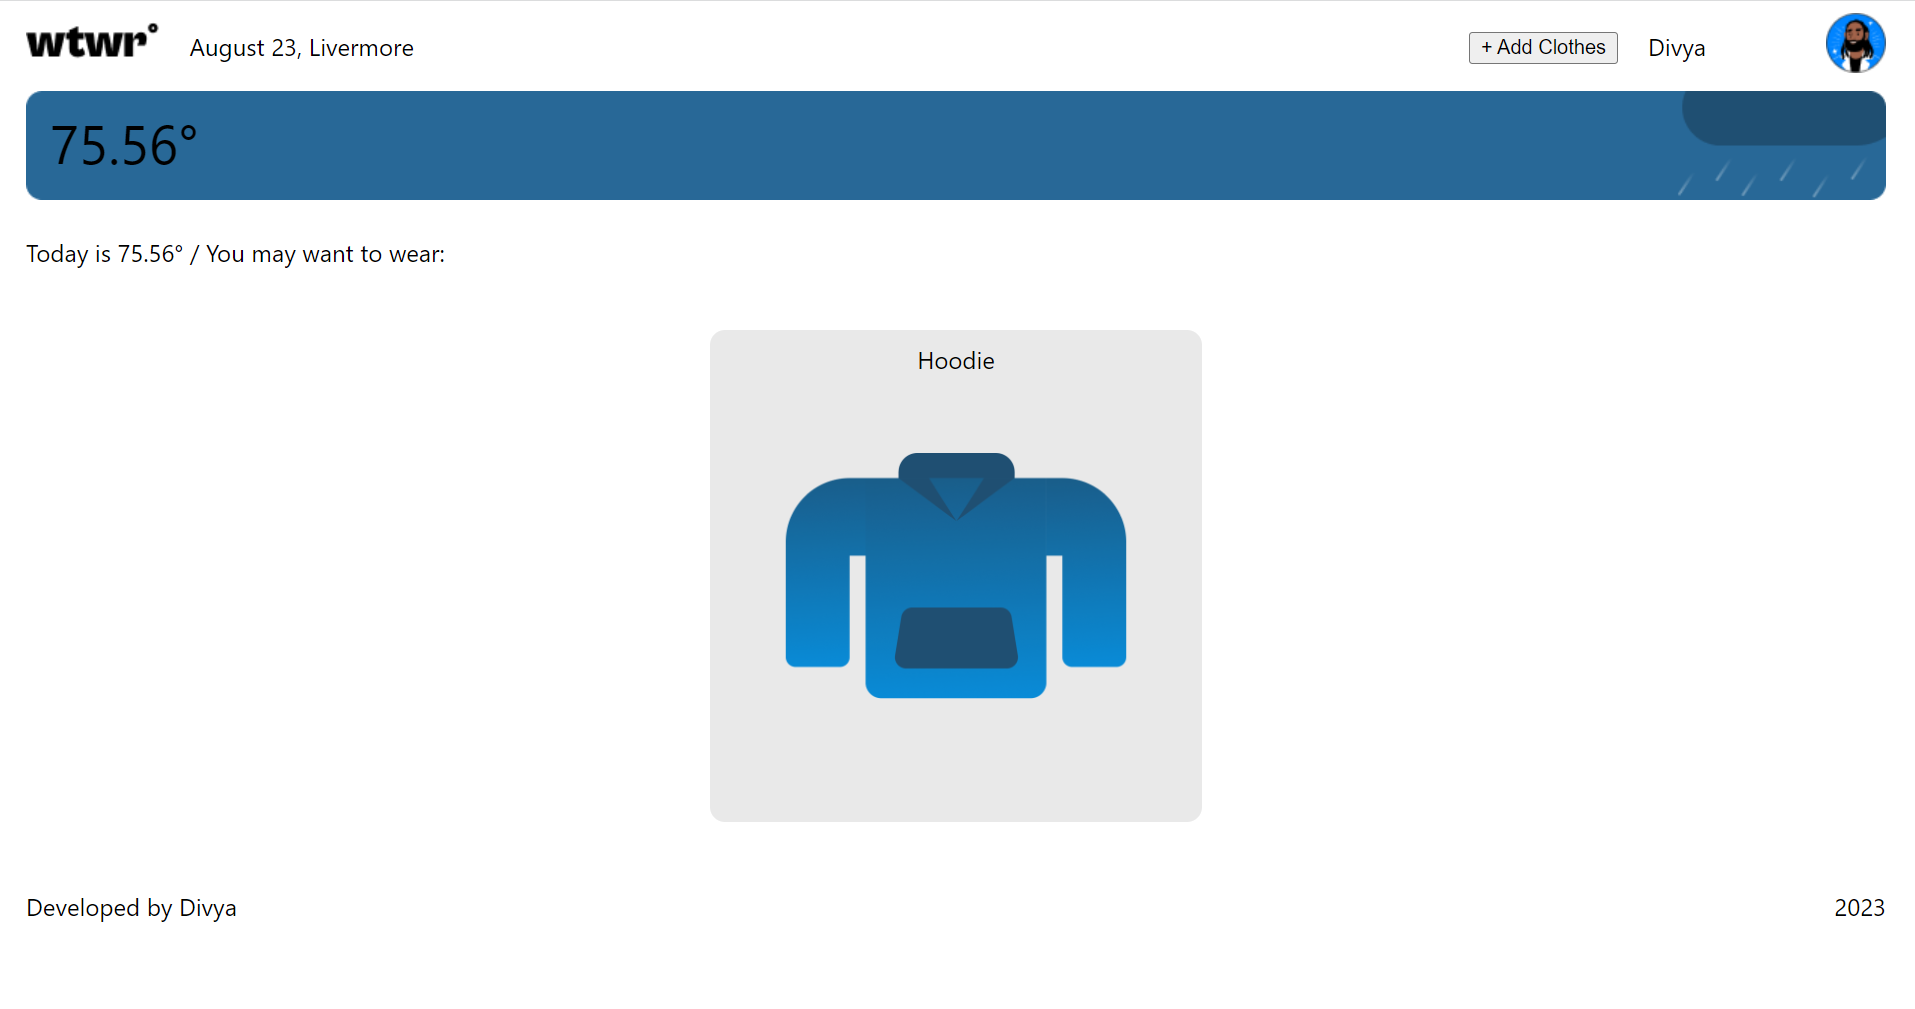 wtwr°
August 23, Livermore
+ Add Clothes
Divya
75.56°
Today is 75.56° / You may want to wear:
Hoodie
Developed by Divya
2023